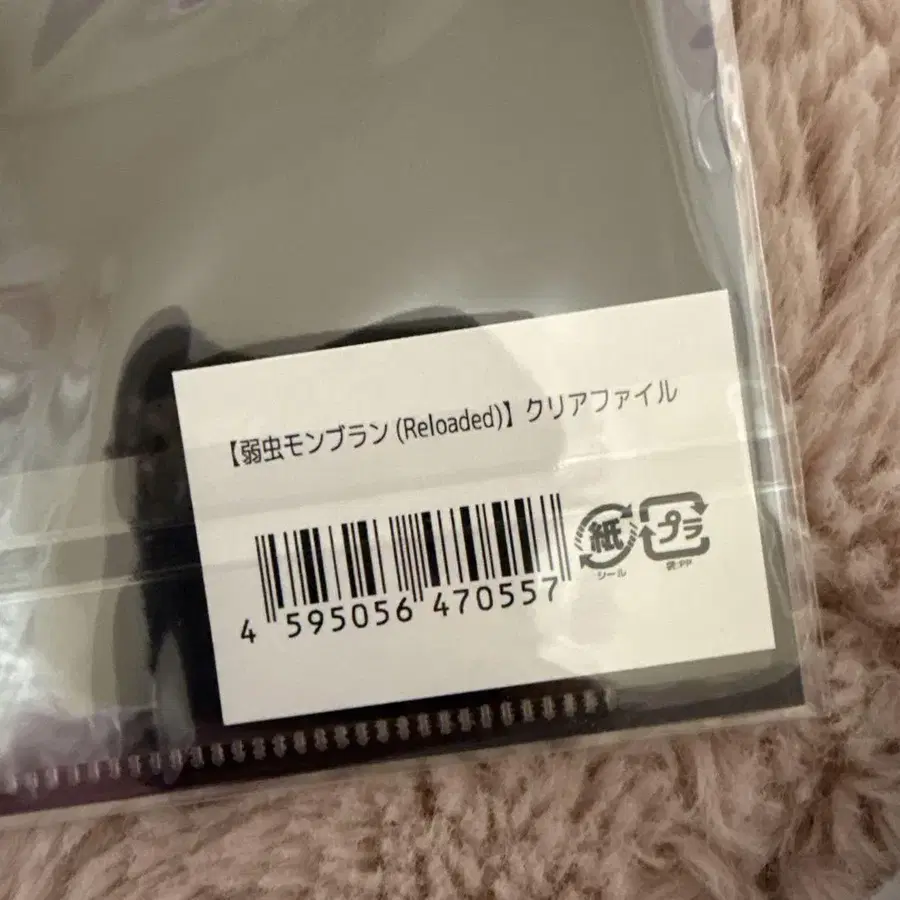 【弱虫モンブラン(Reloaded)】クリアファイル
4 595056 470557
紙
シール
プラ
袋:PP